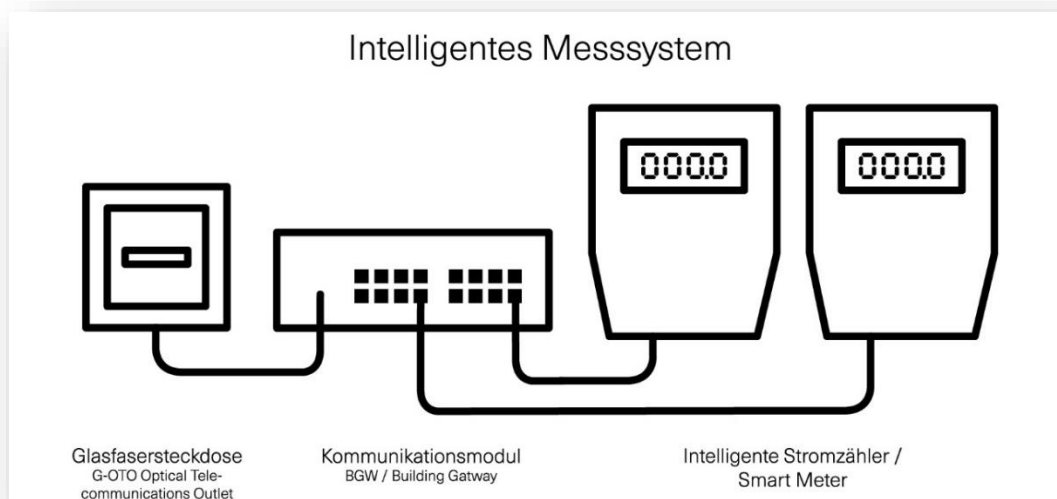 Intelligentes Messsystem
000.0
000.0
Glasfasersteckdose
G-OTO Optical Tele-
communications Outlet
Kommunikationsmodul
BGW / Building Gatway
Intelligente Stromzähler /
Smart Meter